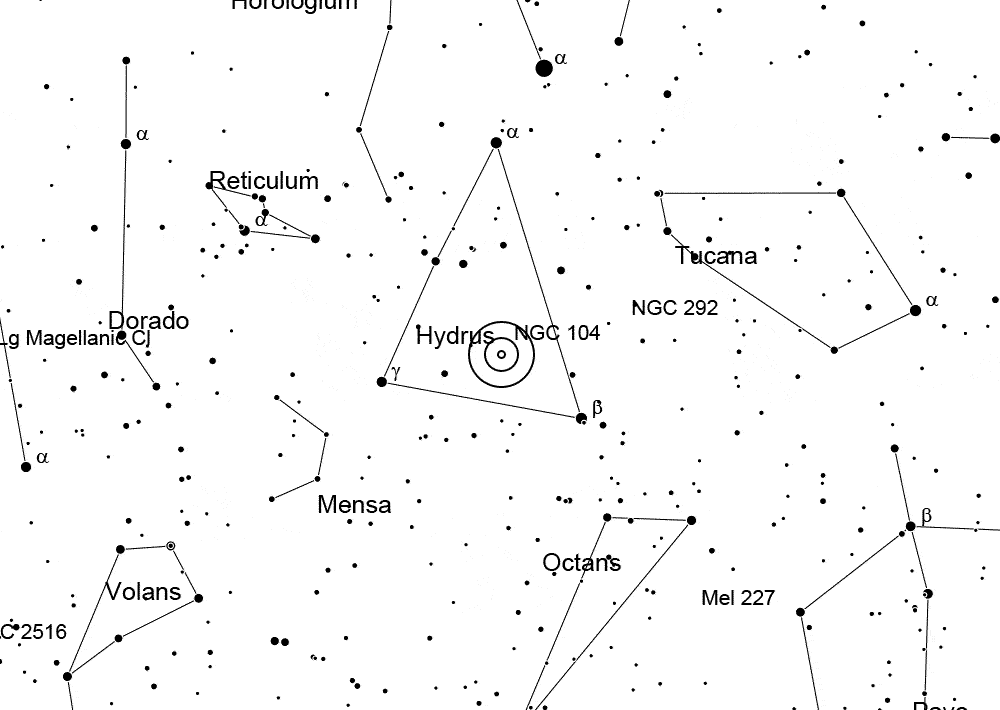 Horologium
α
α
α
Reticulum
α
Tucana
α
NGC 292
Dorado
Lg Magellanic Cl
Hydrus
NGC 104
γ
β
α
Mensa
β
Octans
Volans
Mel 227
C 2516